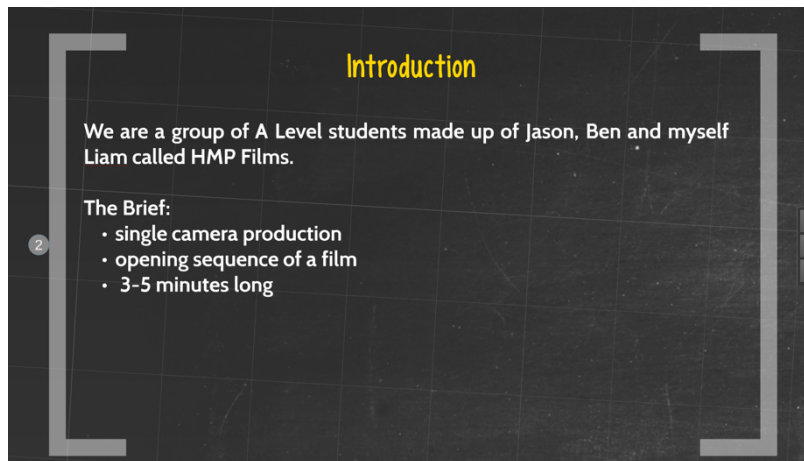 Introduction
We are a group of A Level students made up of Jason, Ben and myself
Liam called HMP Films.
The Brief:
• single camera production
2
• opening sequence of a film
• 3-5 minutes long